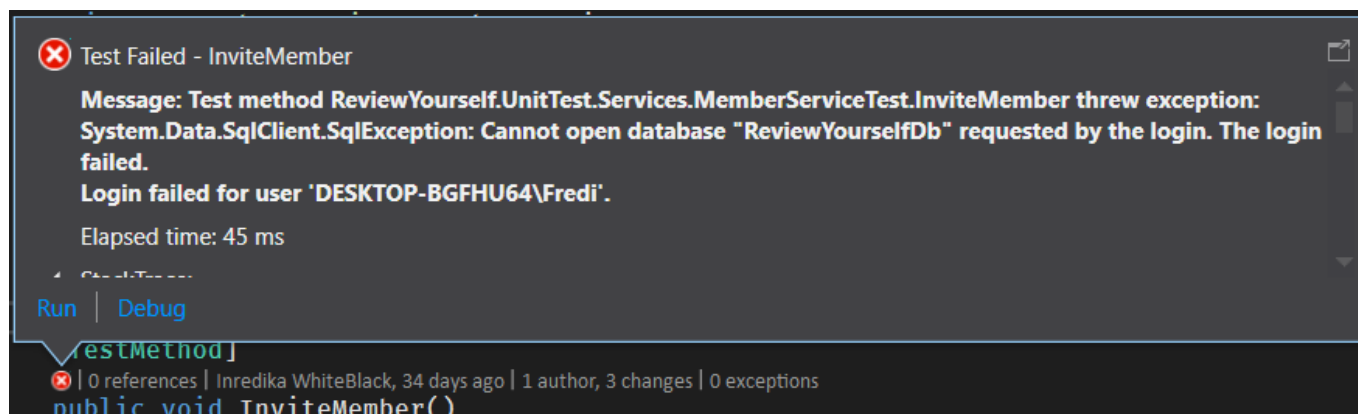 Test Failed - InviteMember
Message: Test method ReviewYourself.UnitTest.Services.MemberServiceTest.InviteMember threw exception:
System.Data.SqlClient.SqlException: Cannot open database "ReviewYourselfDb" requested by the login. The login
failed.
Login failed for user 'DESKTOP-BGFHU64\Fredi'.
Elapsed time: 45 ms
StackTrace:
Run | Debug
TestMethod]
0 references | Inredika WhiteBlack, 34 days ago | 1 author, 3 changes | 0 exceptions
public void InviteMember()